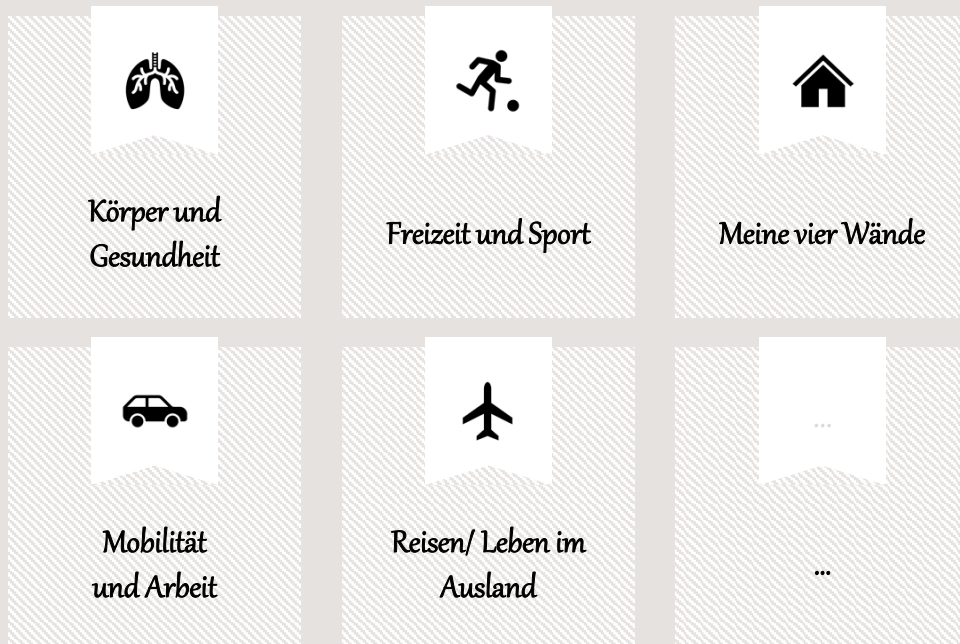 Körper und
Gesundheit
Freizeit und Sport
Meine vier Wände
...
Mobilität
und Arbeit
Reisen/ Leben im
Ausland
...